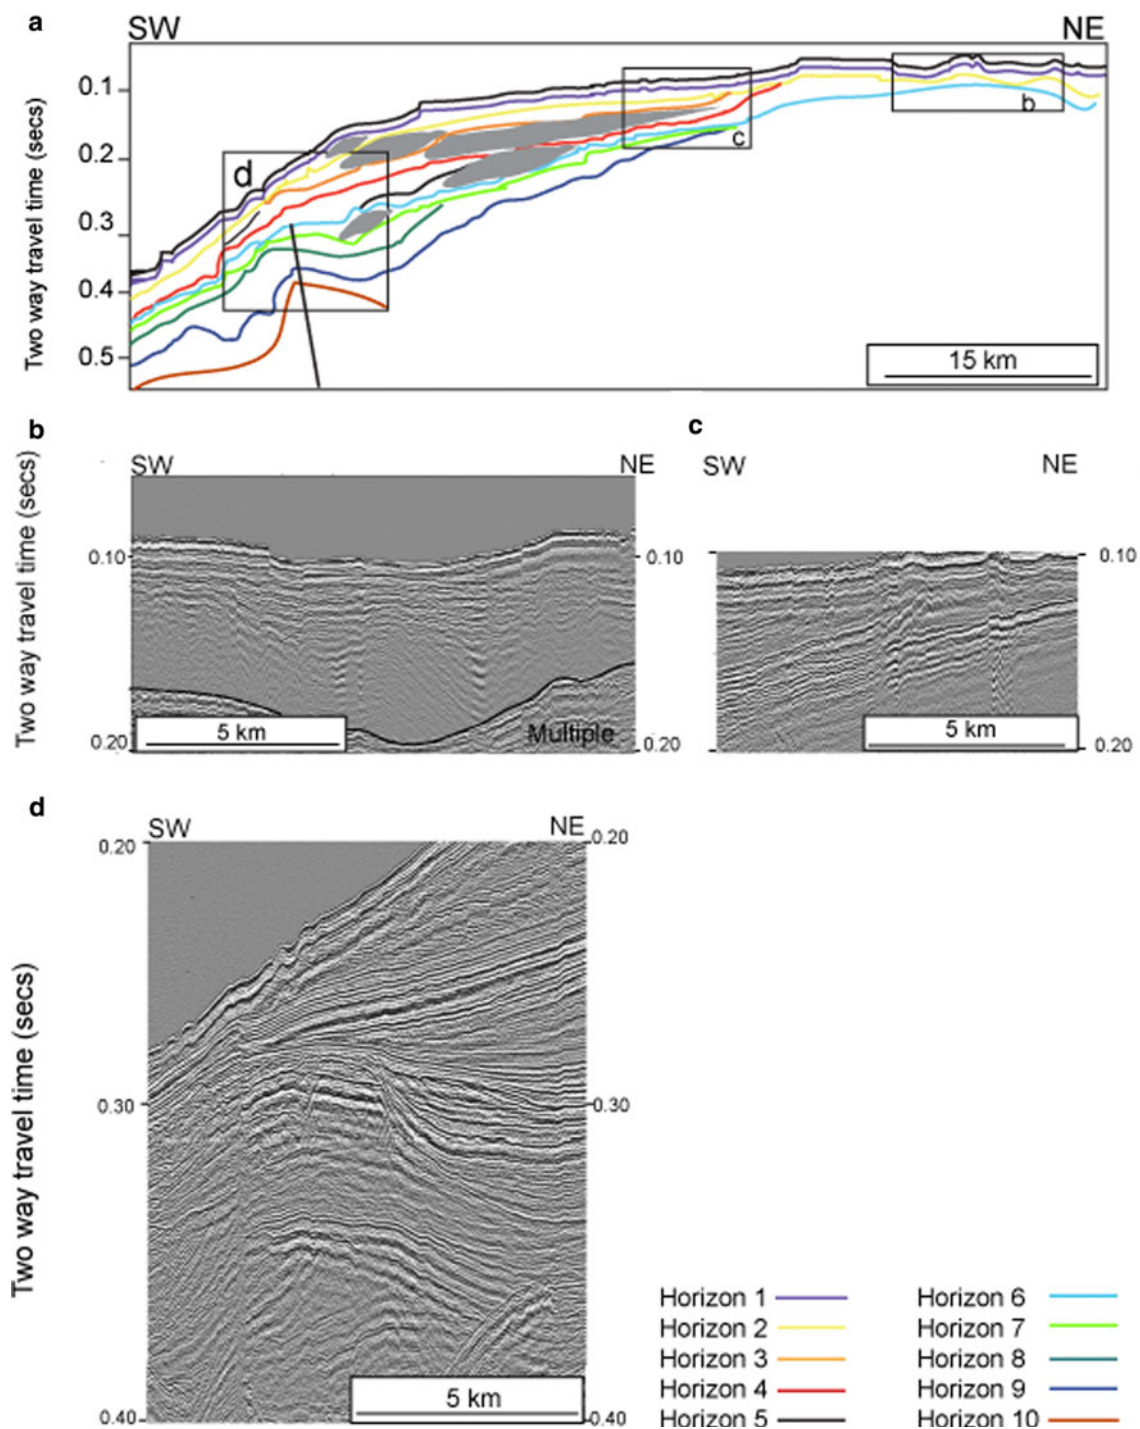 a
SW NE
Two way travel time (secs)
0.1
0.2
0.3
0.4
0.5
d
c
b
15 km
b
SW NE
Two way travel time (secs)
0.10 0.10
0.20 0.20
5 km
Multiple
c
SW NE
0.10
0.20
5 km
d
SW NE
Two way travel time (secs)
0.20 0.20
0.30 0.30
0.40 0.40
5 km
Horizon 1
Horizon 2
Horizon 3
Horizon 4
Horizon 5
Horizon 6
Horizon 7
Horizon 8
Horizon 9
Horizon 10